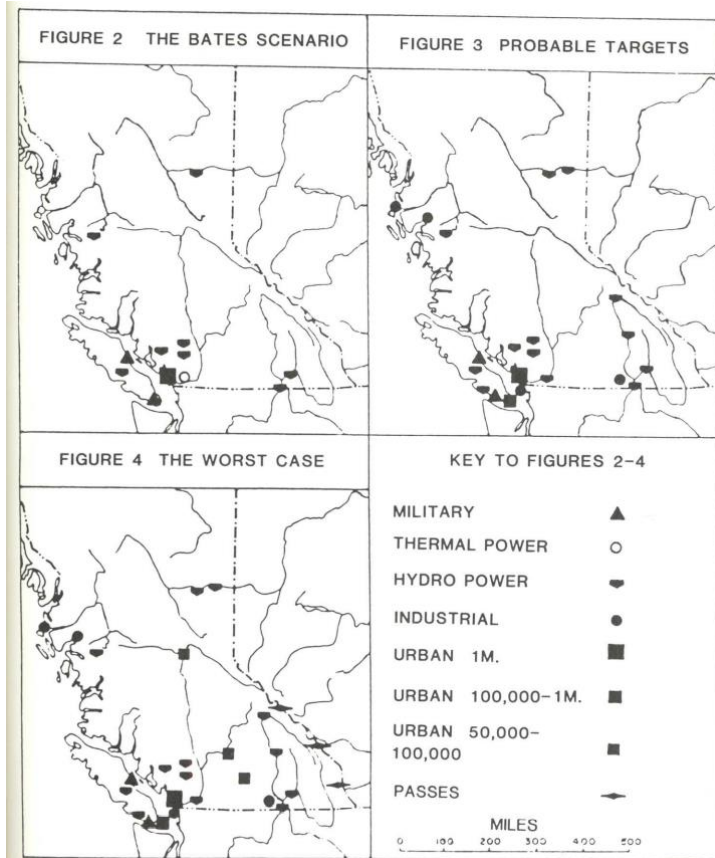 FIGURE 2 THE BATES SCENARIO
FIGURE 3 PROBABLE TARGETS
FIGURE 4 THE WORST CASE
KEY TO FIGURES 2-4
MILITARY
THERMAL POWER
HYDRO POWER
INDUSTRIAL
URBAN 1M.
URBAN 100,000-1M.
URBAN 50,000-
100,000
PASSES
MILES
0 100 200 300 400 500